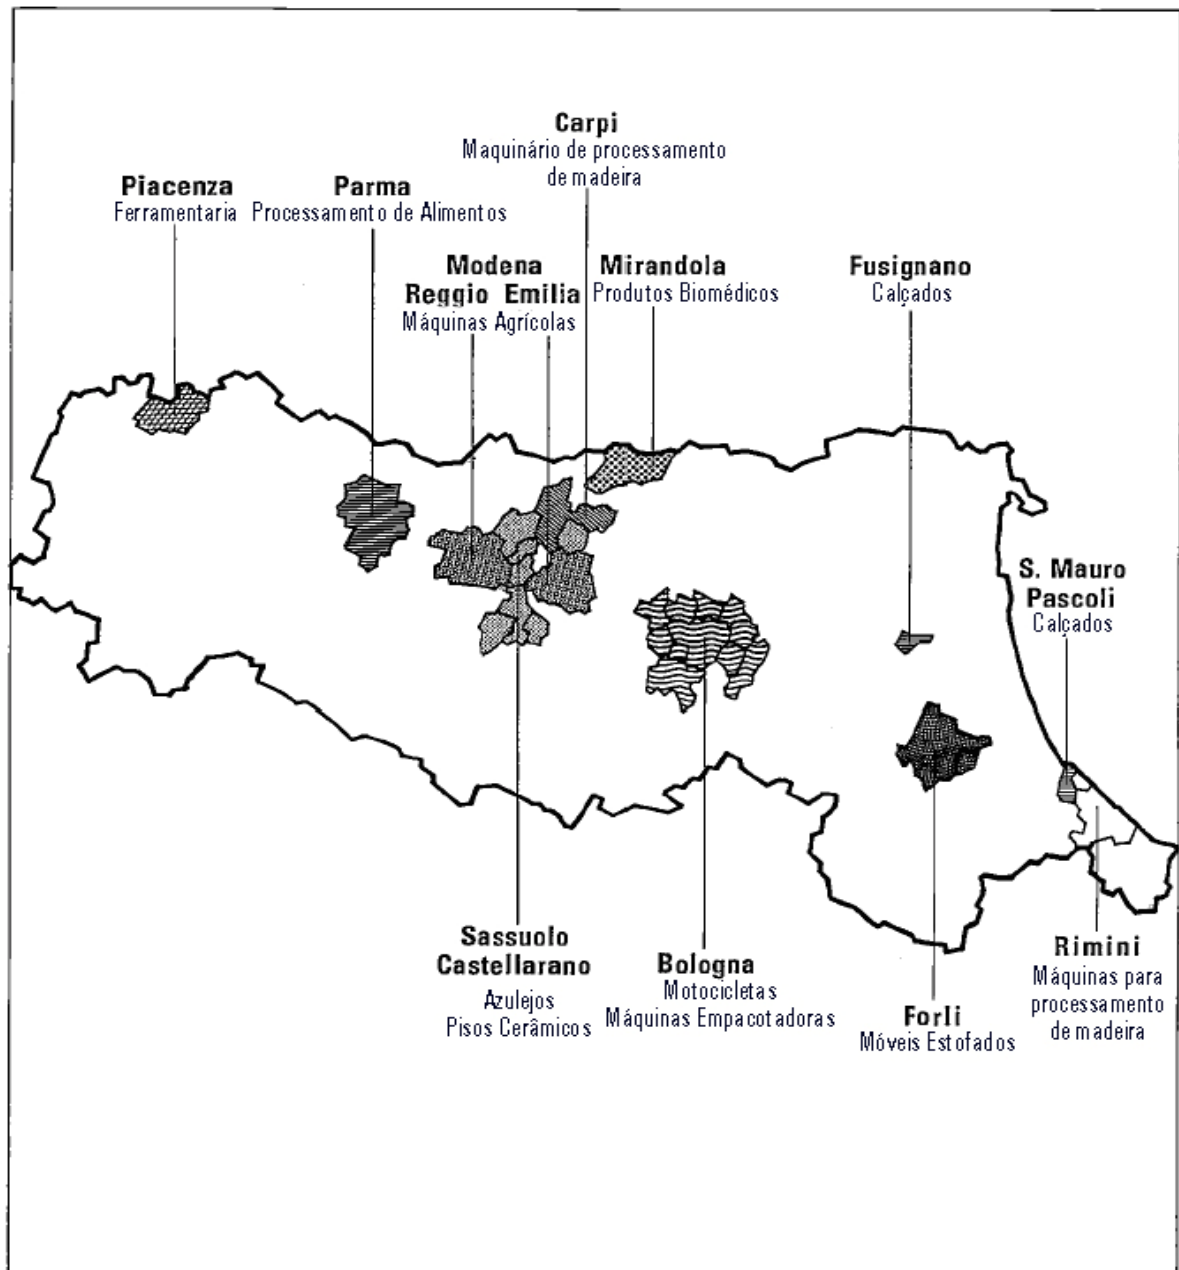 Carpi
Maquinário de processamento
de madeira
Piacenza
Ferramentaria
Parma
Processamento de Alimentos
Modena
Reggio Emilia
Máquinas Agrícolas
Mirandola
Produtos Biomédicos
Fusignano
Calçados
S. Mauro
Pascoli
Calçados
Sassuolo
Castellarano
Azulejos
Pisos Cerâmicos
Bologna
Motocicletas
Máquinas Empacotadoras
Forli
Móveis Estofados
Rimini
Máquinas para
processamento
de madeira